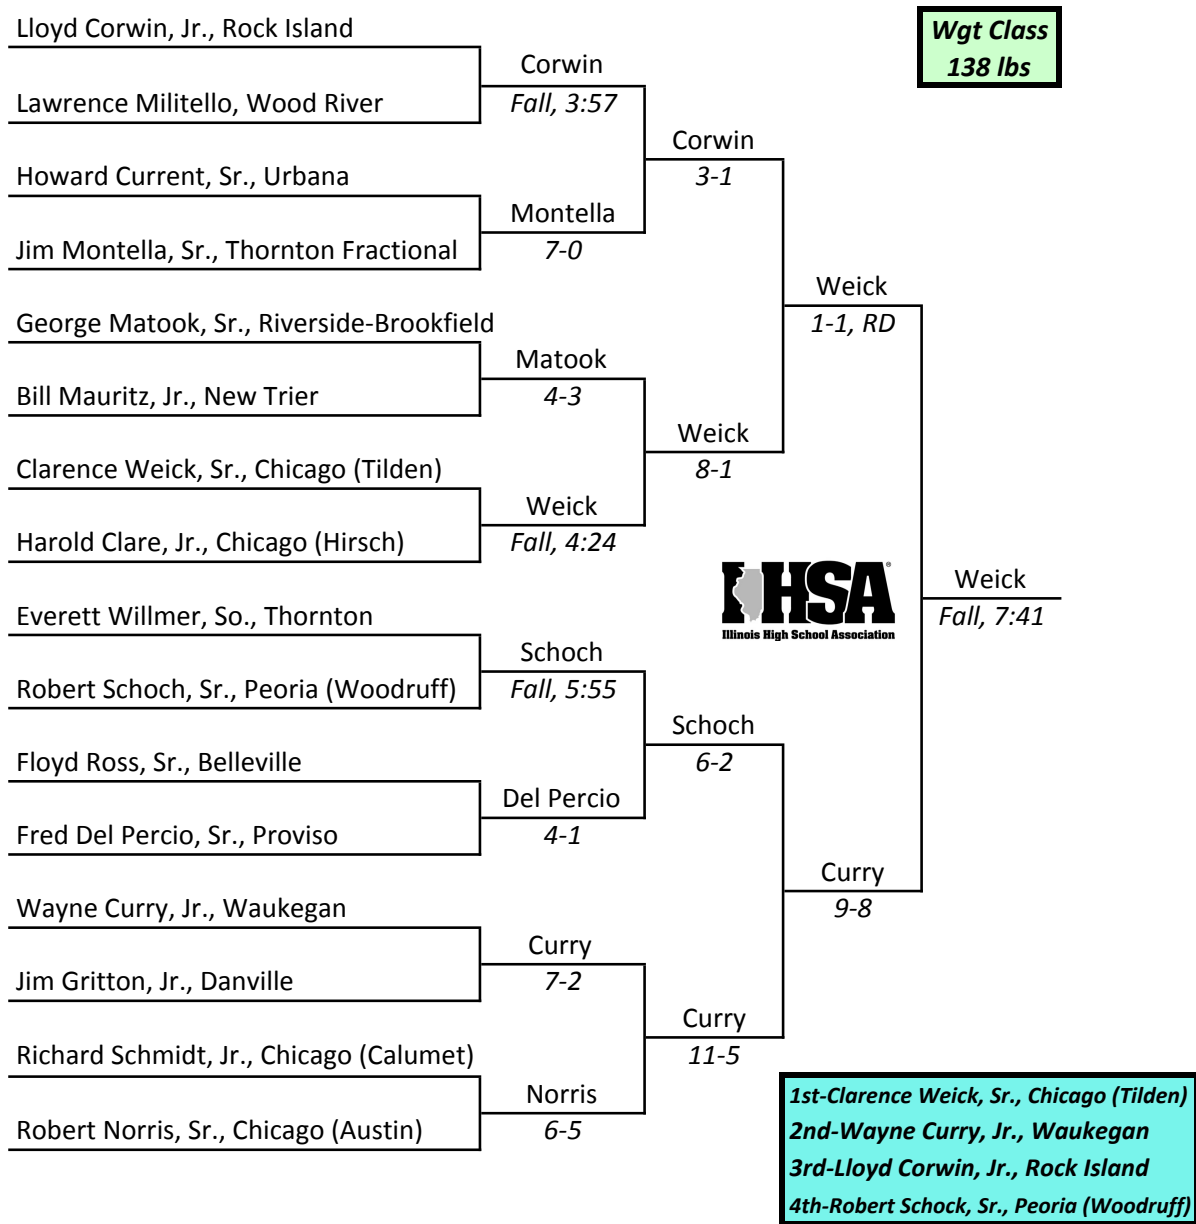 Lloyd Corwin, Jr., Rock Island
Wgt Class
138 lbs
Corwin
Lawrence Militello, Wood River
Fall, 3:57
Corwin
3-1
Howard Current, Sr., Urbana
Montella
Jim Montella, Sr., Thornton Fractional
7-0
Weick
1-1, RD
George Matook, Sr., Riverside-Brookfield
Matook
Bill Mauritz, Jr., New Trier
4-3
Weick
8-1
Clarence Weick, Sr., Chicago (Tilden)
Weick
Harold Clare, Jr., Chicago (Hirsch)
Fall, 4:24
IHSA®
Illinois High School Association
Weick
Fall, 7:41
Everett Willmer, So., Thornton
Schoch
Robert Schoch, Sr., Peoria (Woodruff)
Fall, 5:55
Schoch
6-2
Floyd Ross, Sr., Belleville
Del Percio
Fred Del Percio, Sr., Proviso
4-1
Curry
9-8
Wayne Curry, Jr., Waukegan
Curry
Jim Gritton, Jr., Danville
7-2
Curry
11-5
Richard Schmidt, Jr., Chicago (Calumet)
Norris
Robert Norris, Sr., Chicago (Austin)
6-5
1st-Clarence Weick, Sr., Chicago (Tilden)
2nd-Wayne Curry, Jr., Waukegan
3rd-Lloyd Corwin, Jr., Rock Island
4th-Robert Schock, Sr., Peoria (Woodruff)